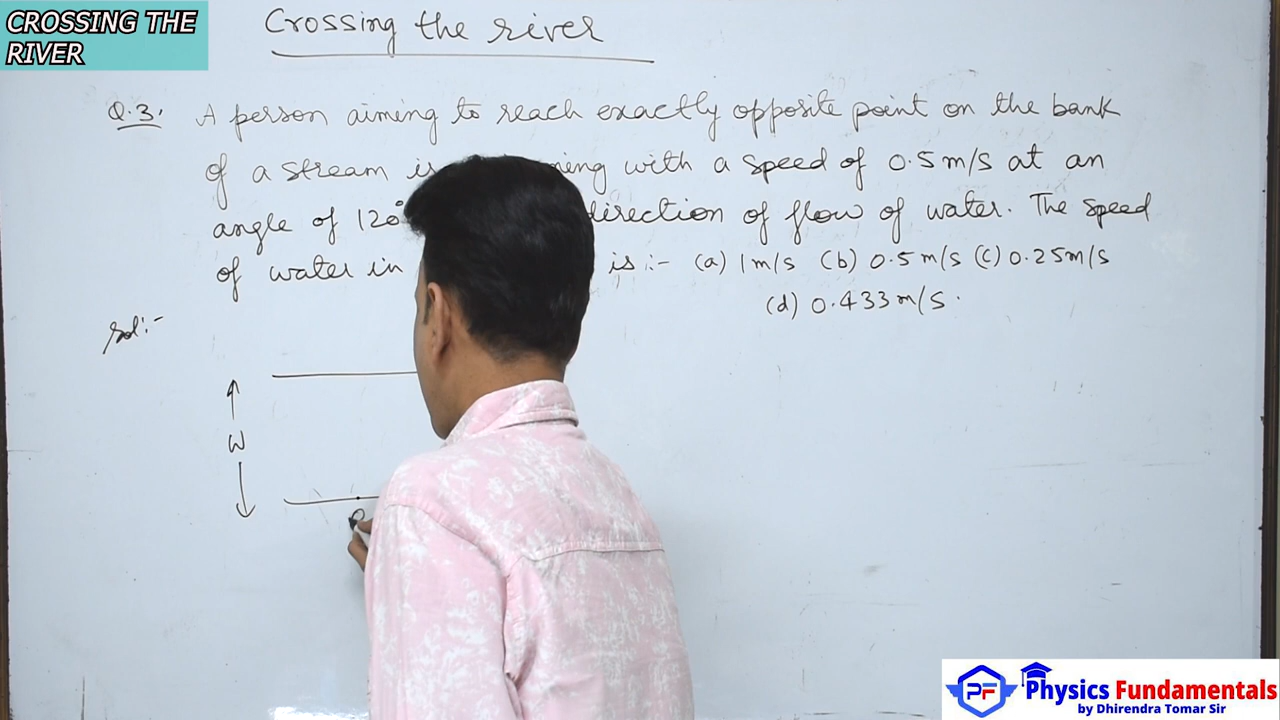 CROSSING THE
RIVER
Crossing the river
Q.3. A person aiming to reach exactly opposite point on the bank
of a stream is ming with a speed of 0.5 m/s at an
angle of 120° direction of flow of water. The speed
of water in is :- (a) 1 m/s (b) 0.5 m/s (c) 0.25 m/s
(d) 0.433 m/s.
Sol:-
W
PF Physics Fundamentals
by Dhirendra Tomar Sir